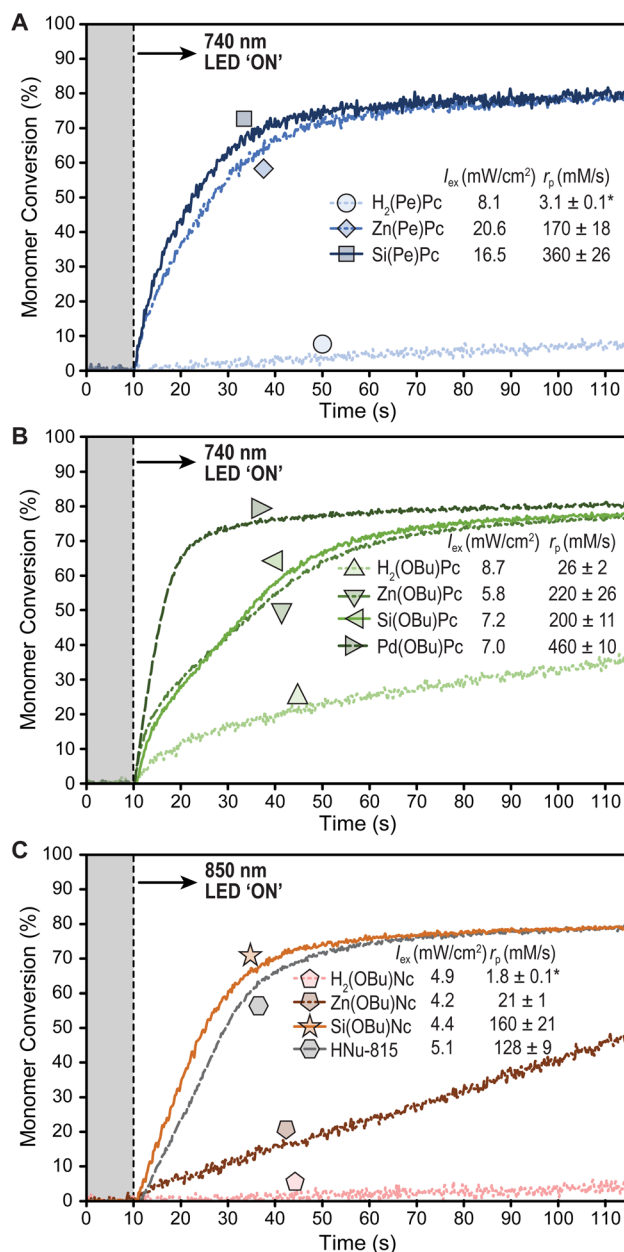 A
740 nm
LED ‘ON’
Monomer Conversion (%)
100
90
80
70
60
50
40
30
20
10
0
I_ex (mW/cm²) r_p (mM/s)
H₂(Pe)Pc 8.1 3.1 ± 0.1*
Zn(Pe)Pc 20.6 170 ± 18
Si(Pe)Pc 16.5 360 ± 26
0 10 20 30 40 50 60 70 80 90 100 110
Time (s)
B
740 nm
LED ‘ON’
Monomer Conversion (%)
100
90
80
70
60
50
40
30
20
10
0
I_ex (mW/cm²) r_p (mM/s)
H₂(OBu)Pc 8.7 26 ± 2
Zn(OBu)Pc 5.8 220 ± 26
Si(OBu)Pc 7.2 200 ± 11
Pd(OBu)Pc 7.0 460 ± 10
0 10 20 30 40 50 60 70 80 90 100 110
Time (s)
C
850 nm
LED ‘ON’
Monomer Conversion (%)
100
90
80
70
60
50
40
30
20
10
0
I_ex (mW/cm²) r_p (mM/s)
H₂(OBu)Nc 4.9 1.8 ± 0.1*
Zn(OBu)Nc 4.2 21 ± 1
Si(OBu)Nc 4.4 160 ± 21
HNu-815 5.1 128 ± 9
0 10 20 30 40 50 60 70 80 90 100 110
Time (s)